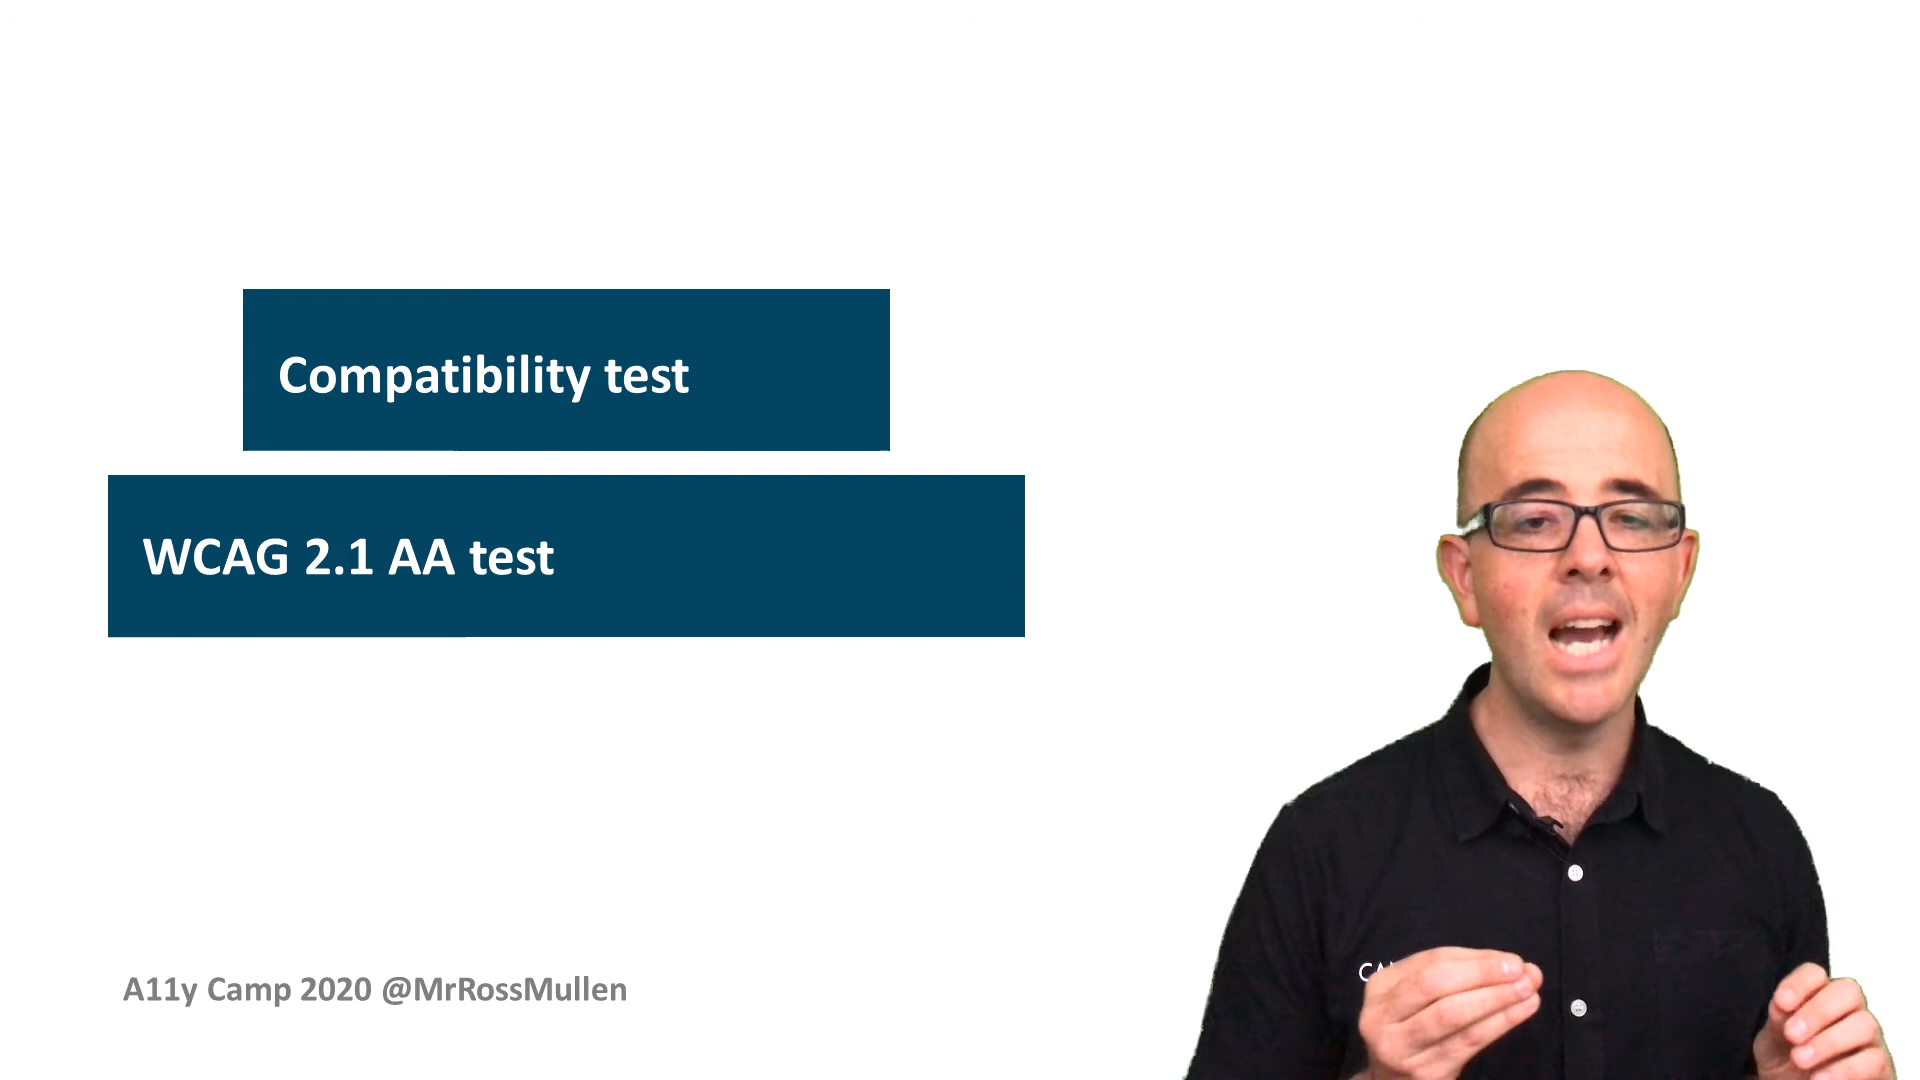 Compatibility test
WCAG 2.1 AA test
A11y Camp 2020 @MrRossMullen